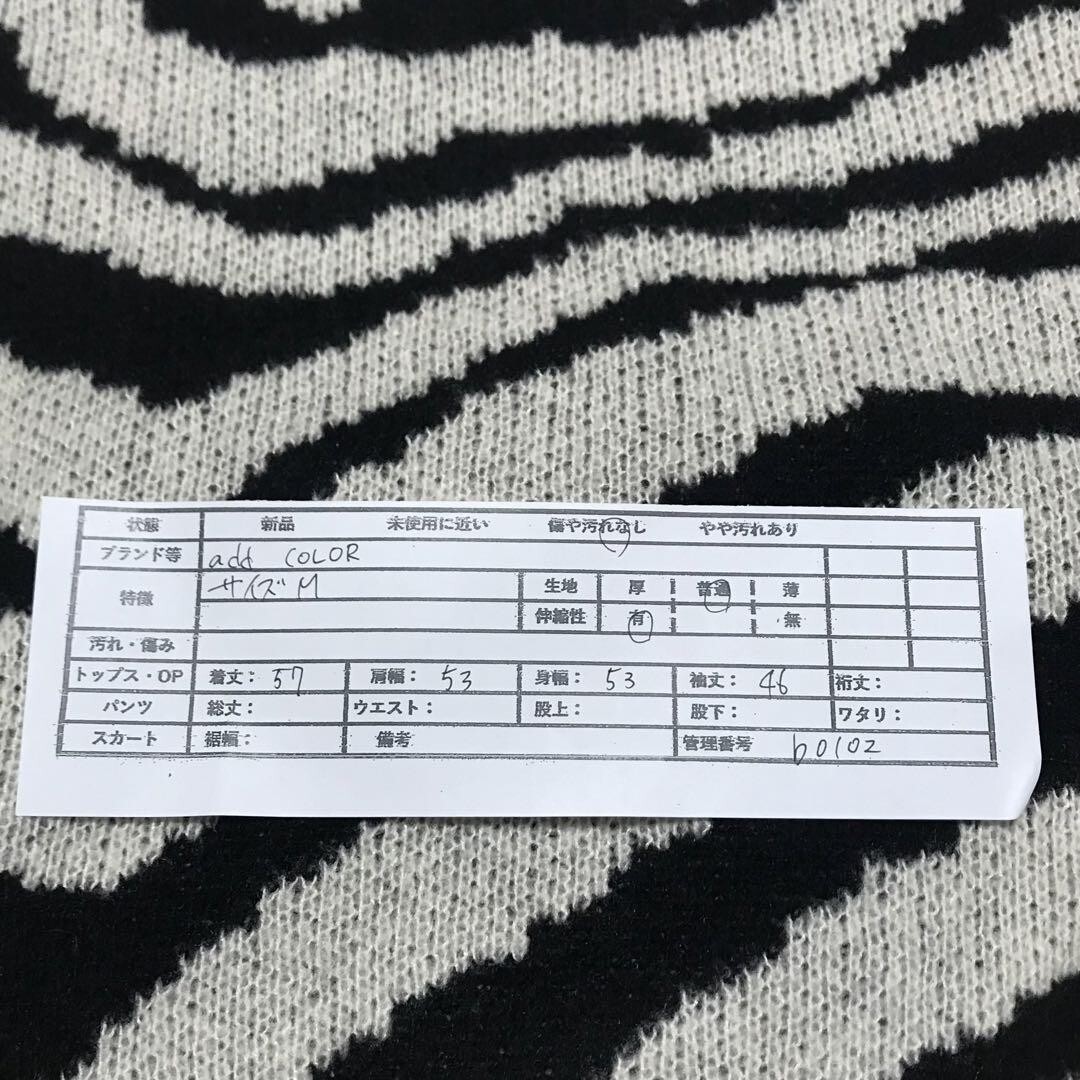 状態 新品 未使用に近い 傷や汚れなし やや汚れあり
ブランド等 add COLOR
特徴 サイズM 生地 厚 普通 薄
伸縮性 有 無
汚れ・傷み
トップス・OP 着丈： 57 肩幅： 53 身幅： 53 袖丈： 46 裄丈：
パンツ 総丈： ウエスト： 股上： 股下： ワタリ：
スカート 裾幅： 備考 管理番号 b0102